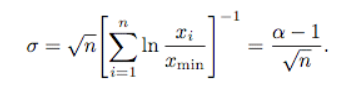 σ = √n [ ∑_{i=1}^{n} ln x_i / x_min ]^{-1} = α − 1 / √n.